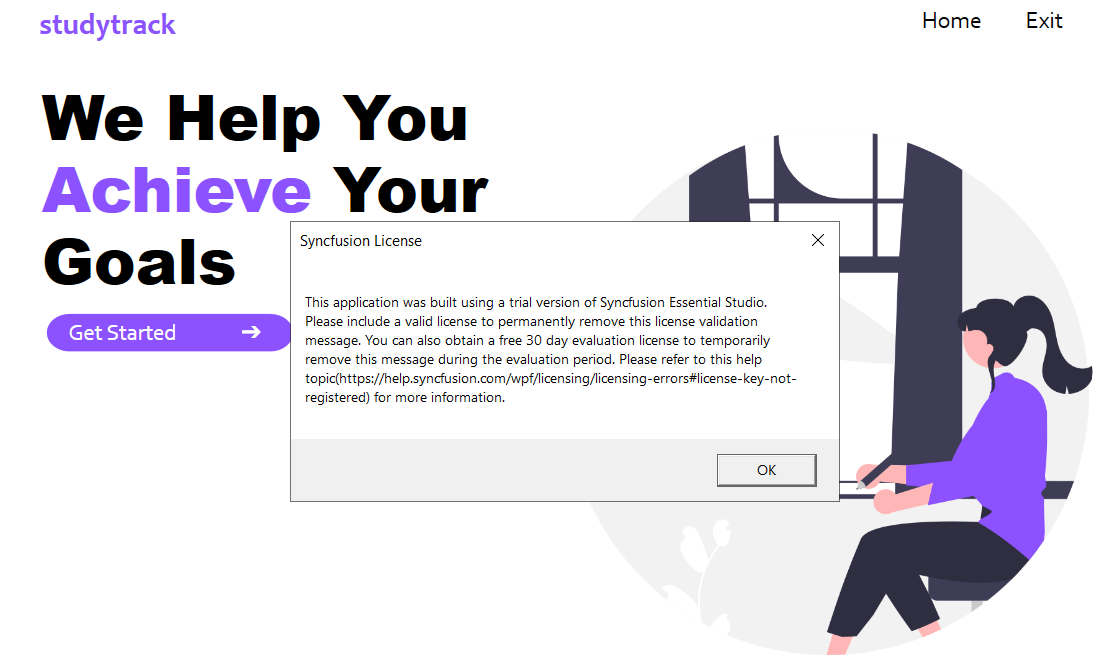 studytrack
Home Exit
We Help You
Achieve Your
Goals
Get Started
Syncfusion License
This application was built using a trial version of Syncfusion Essential Studio.
Please include a valid license to permanently remove this license validation
message. You can also obtain a free 30 day evaluation license to temporarily
remove this message during the evaluation period. Please refer to this help
topic(https://help.syncfusion.com/wpf/licensing/licensing-errors#license-key-not-
registered) for more information.
OK